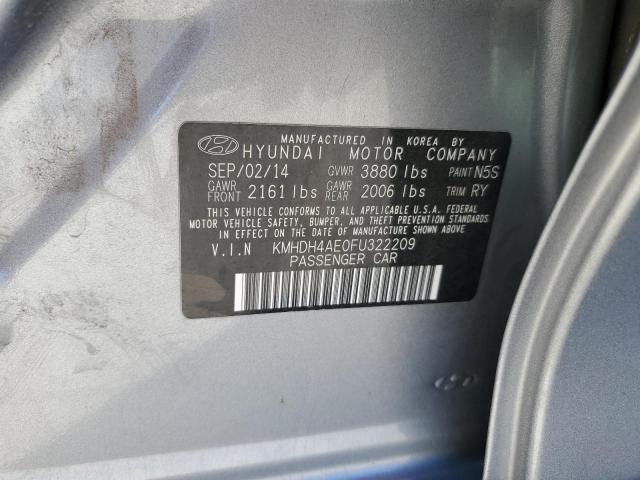 MANUFACTURED IN KOREA BY
HYUNDAI MOTOR COMPANY
SEP/02/14 GVWR 3880 lbs PAINT N5S
GAWR FRONT 2161 lbs GAWR REAR 2006 lbs TRIM RY
THIS VEHICLE CONFORMS TO ALL APPLICABLE U.S.A. FEDERAL
MOTOR VEHICLE SAFETY, BUMPER, AND THEFT PREVENTION STANDARDS
IN EFFECT ON THE DATE OF MANUFACTURE SHOWN ABOVE.
V.I.N KMHDH4AE0FU322209
PASSENGER CAR